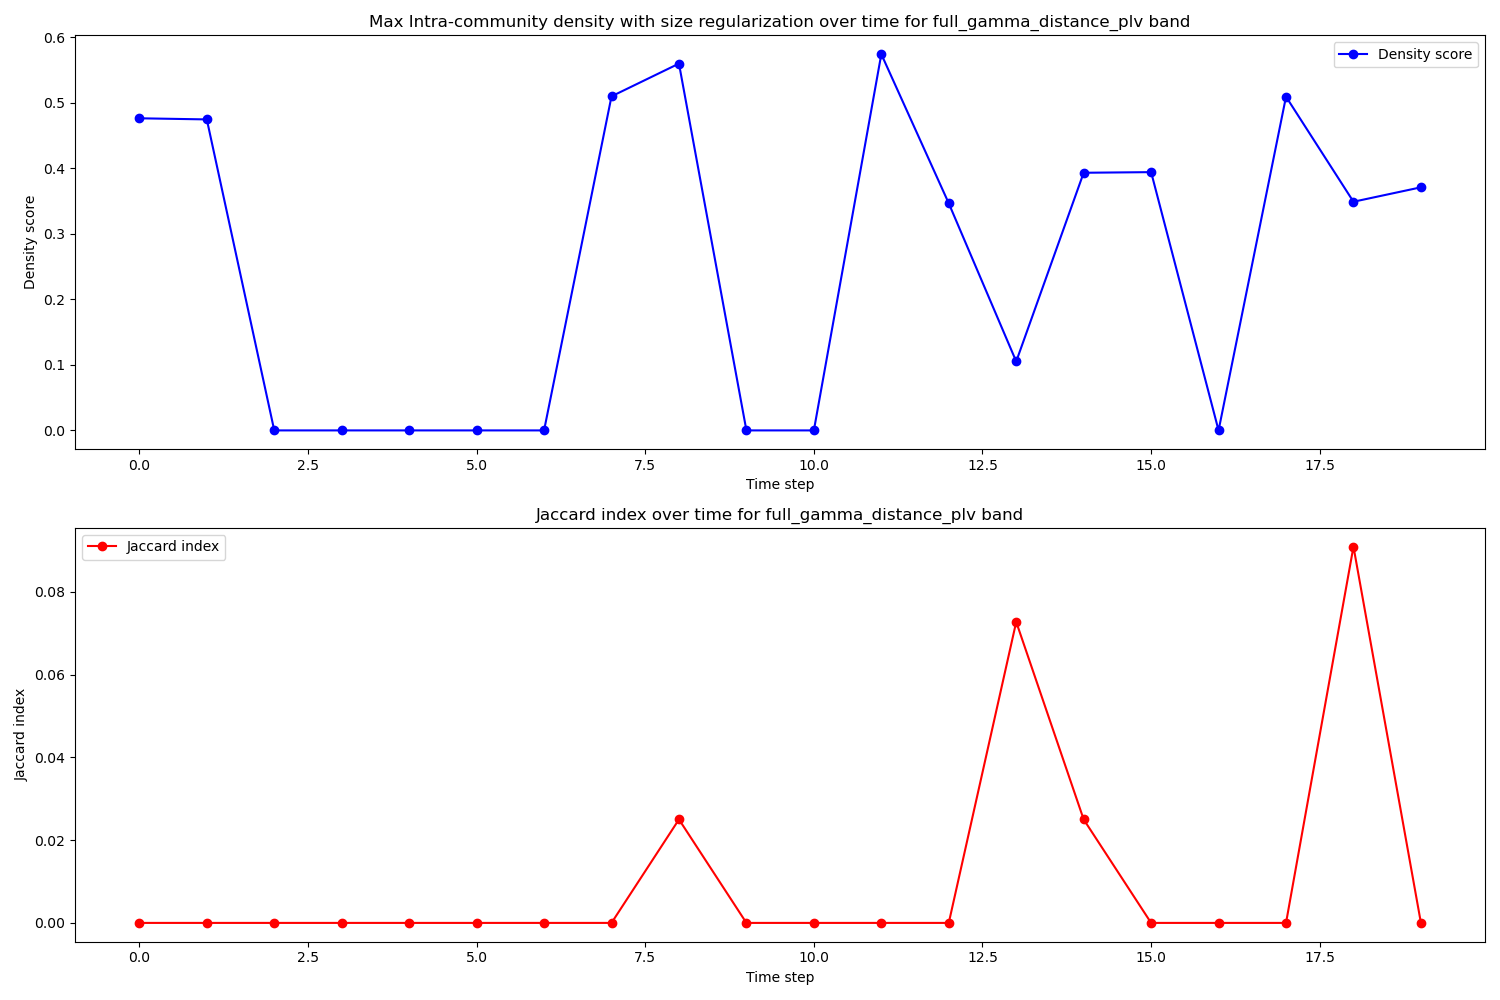 Max Intra-community density with size regularization over time for full_gamma_distance_plv band
Density score
0.6
0.5
0.4
0.3
0.2
0.1
0.0
Density score
0.0 2.5 5.0 7.5 10.0 12.5 15.0 17.5
Time step
Jaccard index over time for full_gamma_distance_plv band
Jaccard index
0.08
0.06
0.04
0.02
0.00
Jaccard index
0.0 2.5 5.0 7.5 10.0 12.5 15.0 17.5
Time step